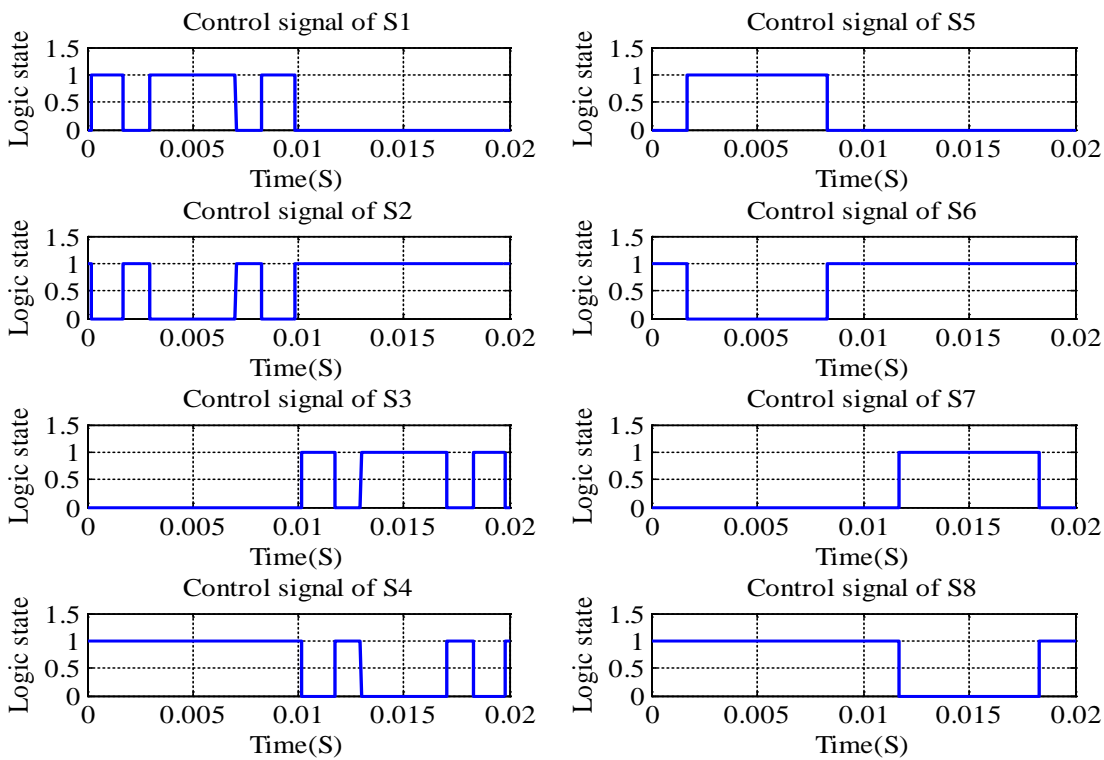 Control signal of S1
Logic state
1.5
1
0.5
0
0 0.005 0.01 0.015 0.02
Time(S)
Control signal of S5
Logic state
1.5
1
0.5
0
0 0.005 0.01 0.015 0.02
Time(S)
Control signal of S2
Logic state
1.5
1
0.5
0
0 0.005 0.01 0.015 0.02
Time(S)
Control signal of S6
Logic state
1.5
1
0.5
0
0 0.005 0.01 0.015 0.02
Time(S)
Control signal of S3
Logic state
1.5
1
0.5
0
0 0.005 0.01 0.015 0.02
Time(S)
Control signal of S7
Logic state
1.5
1
0.5
0
0 0.005 0.01 0.015 0.02
Time(S)
Control signal of S4
Logic state
1.5
1
0.5
0
0 0.005 0.01 0.015 0.02
Time(S)
Control signal of S8
Logic state
1.5
1
0.5
0
0 0.005 0.01 0.015 0.02
Time(S)